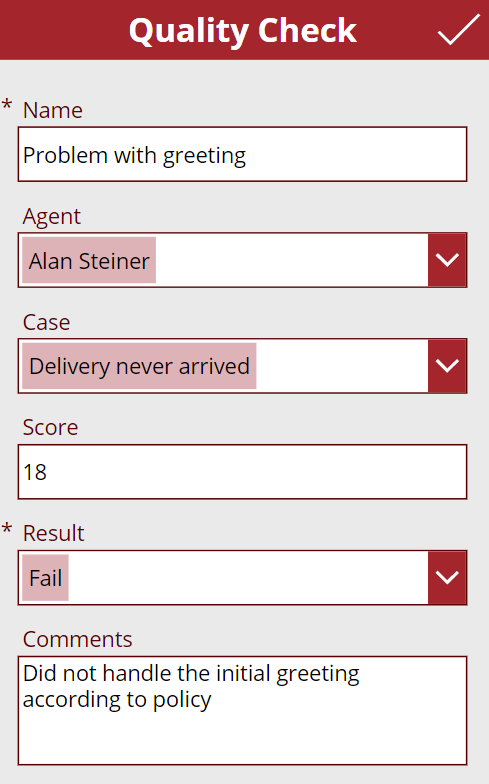 Quality Check
* Name
Problem with greeting
Agent
Alan Steiner
Case
Delivery never arrived
Score
18
* Result
Fail
Comments
Did not handle the initial greeting
according to policy